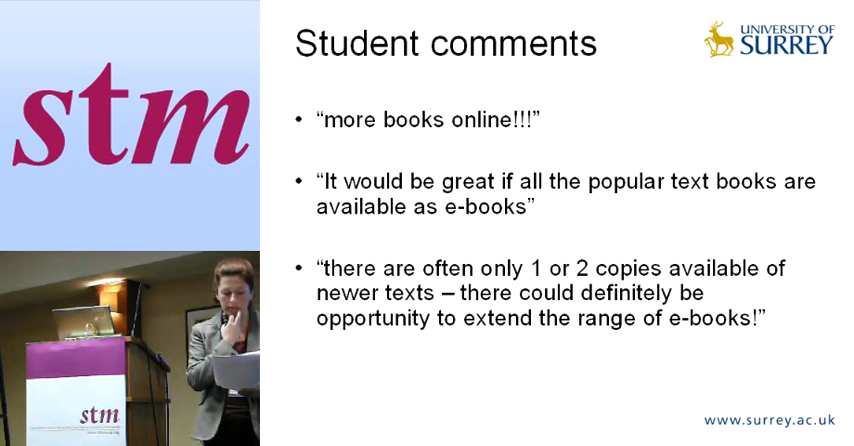 stm
Student comments
UNIVERSITY OF
SURREY
• “more books online!!!”
• “It would be great if all the popular text books are
available as e-books”
• “there are often only 1 or 2 copies available of
newer texts – there could definitely be
opportunity to extend the range of e-books!”
stm
www.surrey.ac.uk